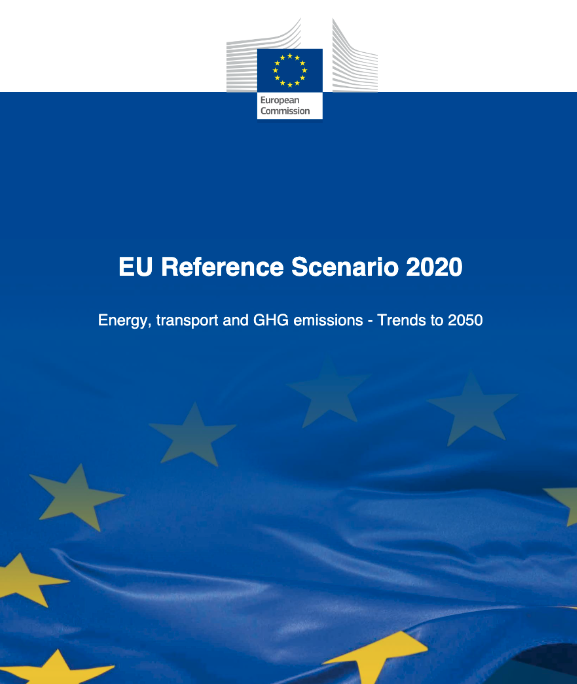 European
Commission
EU Reference Scenario 2020
Energy, transport and GHG emissions - Trends to 2050